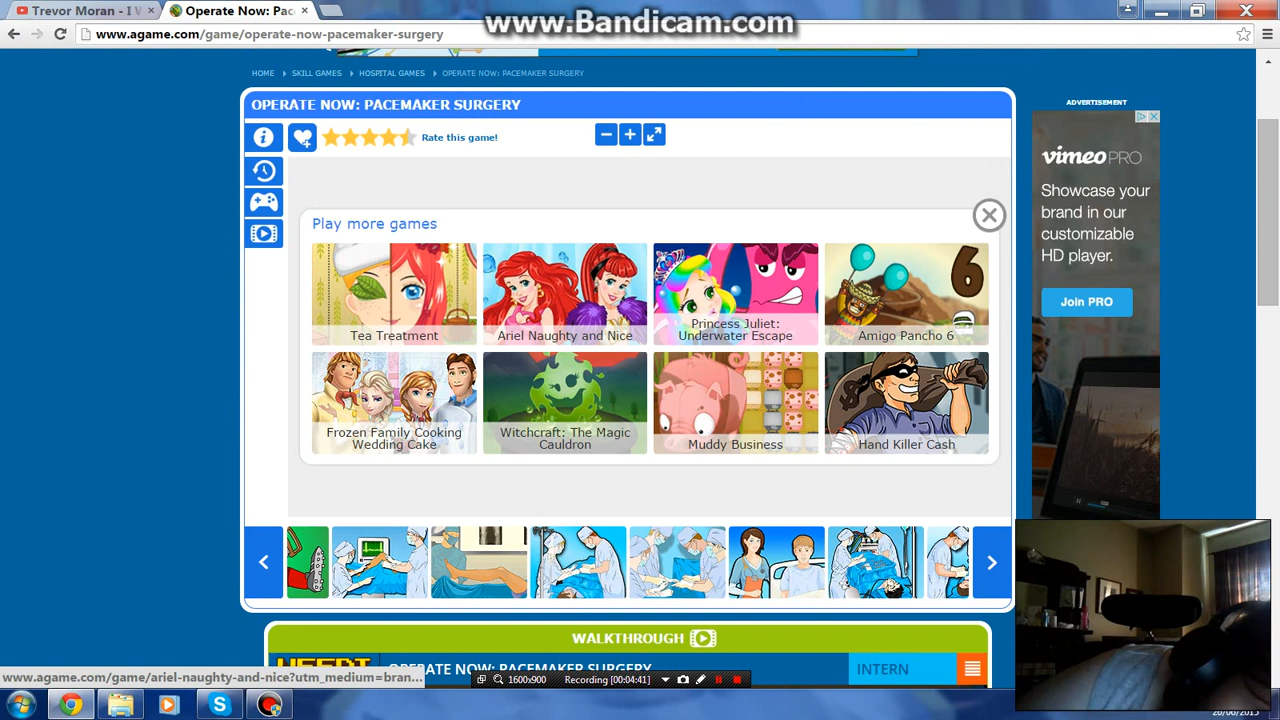 Trevor Moran - I W
Operate Now: Pac
www.Bandicam.com
www.agame.com/game/operate-now-pacemaker-surgery
HOME SKILL GAMES HOSPITAL GAMES OPERATE NOW: PACEMAKER SURGERY
OPERATE NOW: PACEMAKER SURGERY
Rate this game!
ADVERTISEMENT
vimeo PRO
Showcase your
brand in our
customizable
HD player.
Join PRO
Play more games
Tea Treatment
Ariel Naughty and Nice
Princess Juliet:
Underwater Escape
6
Amigo Pancho 6
Frozen Family Cooking
Wedding Cake
Witchcraft: The Magic
Cauldron
Muddy Business
Hand Killer Cash
WALKTHROUGH
OPERATE NOW: PACEMAKER SURGERY
INTERN
www.agame.com/game/ariel-naughty-and-nice?utm_medium=bran...
1600x900
Recording [00:04:41]
26/06/2015